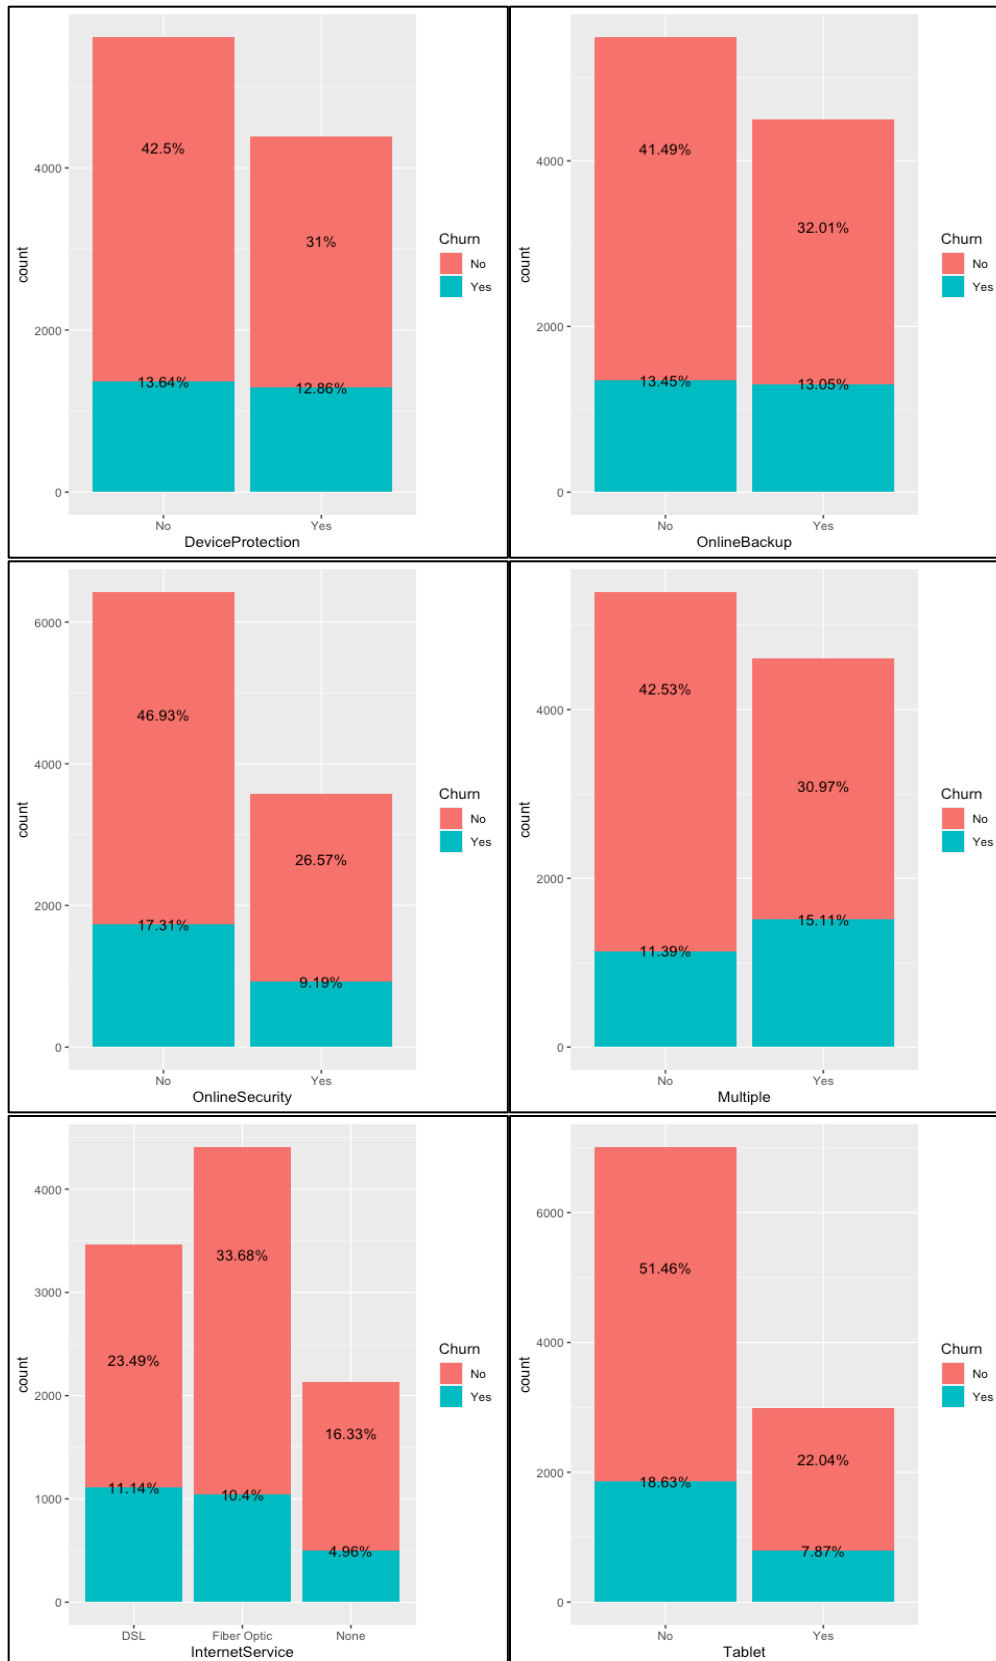 42.5%
4000
31%
Churn
No
Yes
count
2000
13.64%
12.86%
0
No
Yes
DeviceProtection
41.49%
4000
32.01%
Churn
No
Yes
count
2000
13.45%
13.05%
0
No
Yes
OnlineBackup
6000
46.93%
4000
Churn
No
Yes
count
26.57%
2000
17.31%
9.19%
0
No
Yes
OnlineSecurity
42.53%
4000
30.97%
Churn
No
Yes
count
2000
15.11%
11.39%
0
No
Yes
Multiple
4000
33.68%
3000
23.49%
Churn
No
Yes
count
2000
16.33%
11.14%
10.4%
1000
4.96%
0
DSL
Fiber Optic
None
InternetService
6000
51.46%
4000
Churn
No
Yes
count
22.04%
2000
18.63%
7.87%
0
No
Yes
Tablet